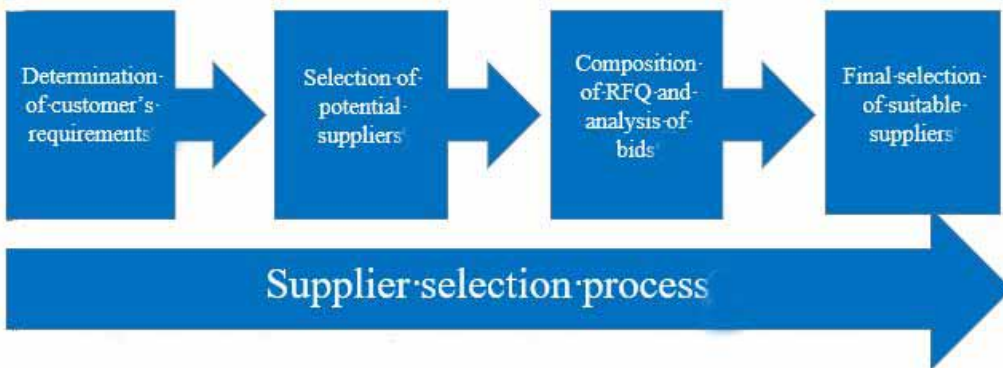 Determination
of customer's
requirements
Selection of
potential
suppliers
Composition
of RFQ and
analysis of
bids
Final selection
of suitable
suppliers
Supplier selection process